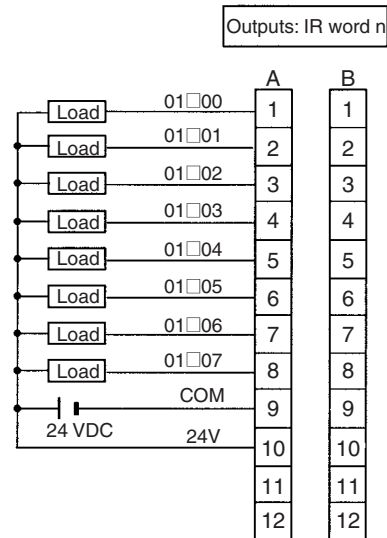 Outputs: IR word n
A B
Load 01□00 1 1
Load 01□01 2 2
Load 01□02 3 3
Load 01□03 4 4
Load 01□04 5 5
Load 01□05 6 6
Load 01□06 7 7
Load 01□07 8 8
COM 9 9
24 VDC
24V 10 10
11 11
12 12